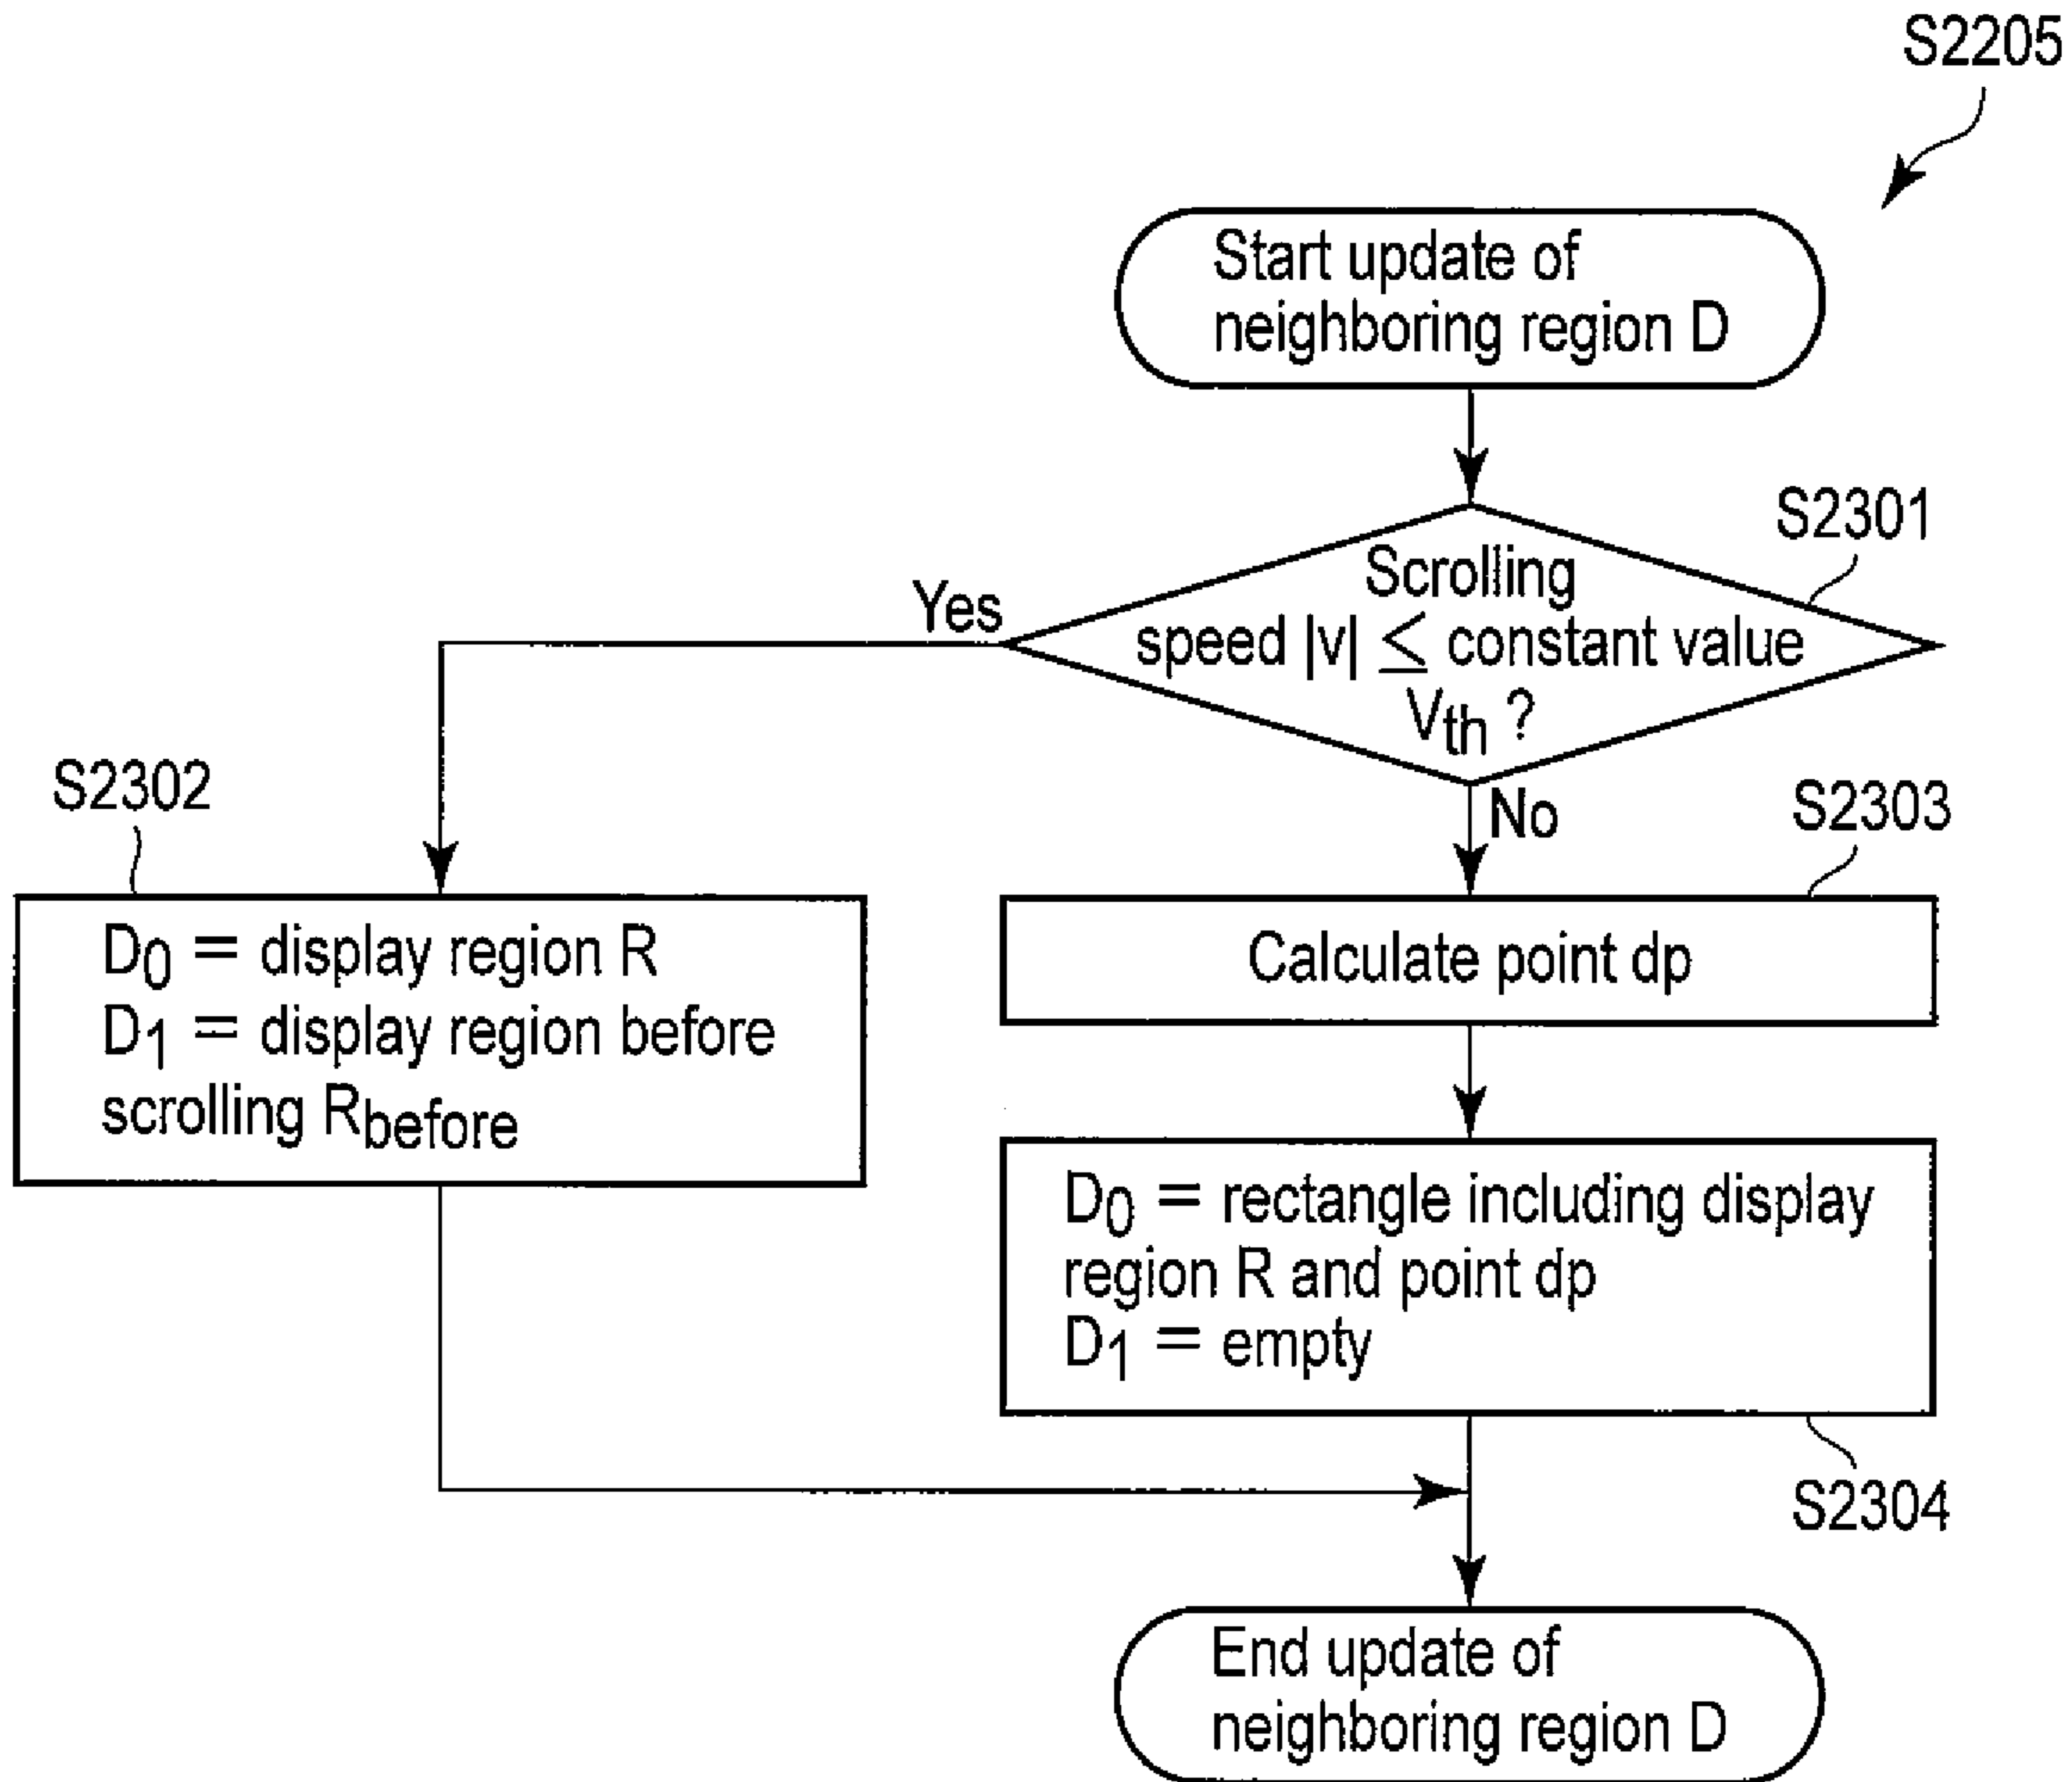 S2205
Start update of
neighboring region D
S2301
Scrolling
speed |v| ≦ constant value
Vth ?
Yes
No
S2302
D0 = display region R
D1 = display region before
scrolling Rbefore
S2303
Calculate point dp
D0 = rectangle including display
region R and point dp
D1 = empty
S2304
End update of
neighboring region D